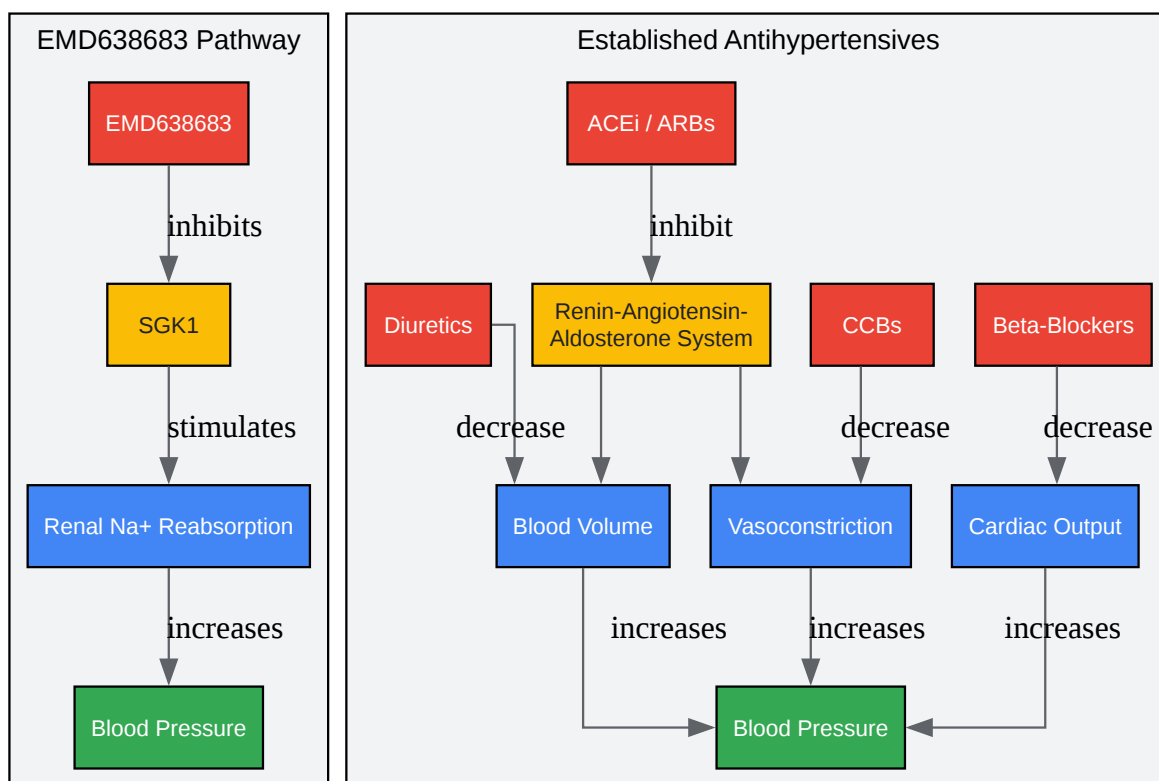 EMD638683 Pathway
EMD638683
inhibits
SGK1
stimulates
Renal Na+ Reabsorption
increases
Blood Pressure
Established Antihypertensives
ACEi / ARBs
inhibit
Diuretics
Renin-Angiotensin-
Aldosterone System
CCBs
Beta-Blockers
decrease
decrease
decrease
Blood Volume
Vasoconstriction
Cardiac Output
increases
increases
increases
Blood Pressure